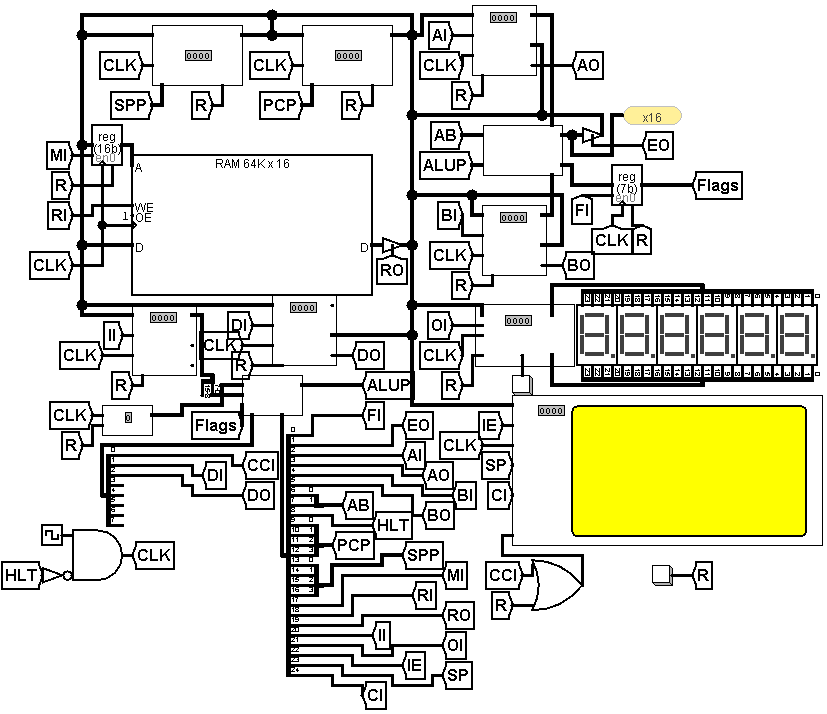 0000
0000
0000
AI
CLK
CLK
CLK
AO
SPP
R
PCP
R
R
x16
reg
(16b)
en0
AB
EO
MI
RAM 64K x 16
A
ALUP
reg
(7b)
en0
R
Flags
RI
WE
1
OE
FI
BI
0000
CLK
R
D
D
CLK
CLK
RO
BO
R
0000
0000
0000
II
DI
OI
CLK
CLK
DO
CLK
R
R
R
ALUP
CLK
0
R
Flags
FI
EO
0000
IE
CLK
CCI
AI
SP
DI
AO
DO
BI
CI
AB
BO
HLT
CLK
PCP
SPP
HLT
MI
CCI
R
RI
R
RO
II
OI
IE
SP
CI